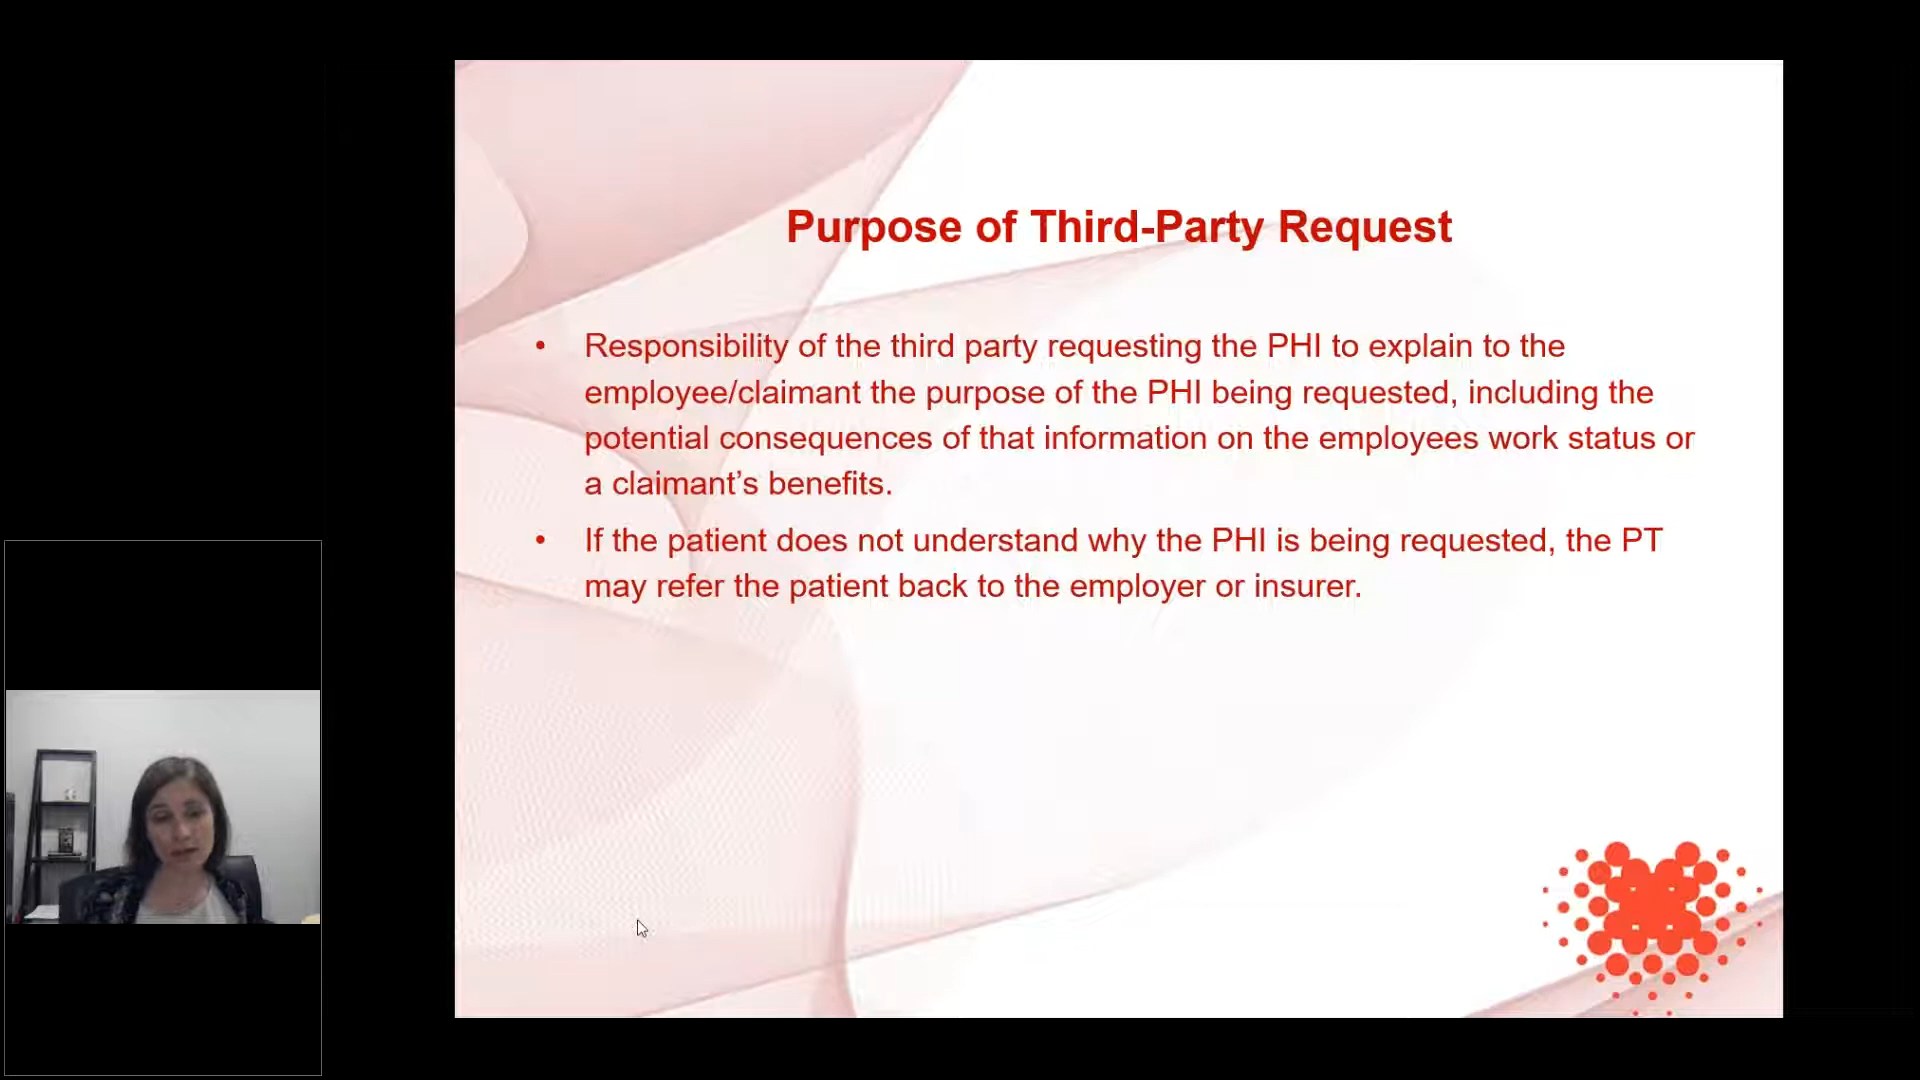 Purpose of Third-Party Request
• Responsibility of the third party requesting the PHI to explain to the
employee/claimant the purpose of the PHI being requested, including the
potential consequences of that information on the employees work status or
a claimant’s benefits.
• If the patient does not understand why the PHI is being requested, the PT
may refer the patient back to the employer or insurer.